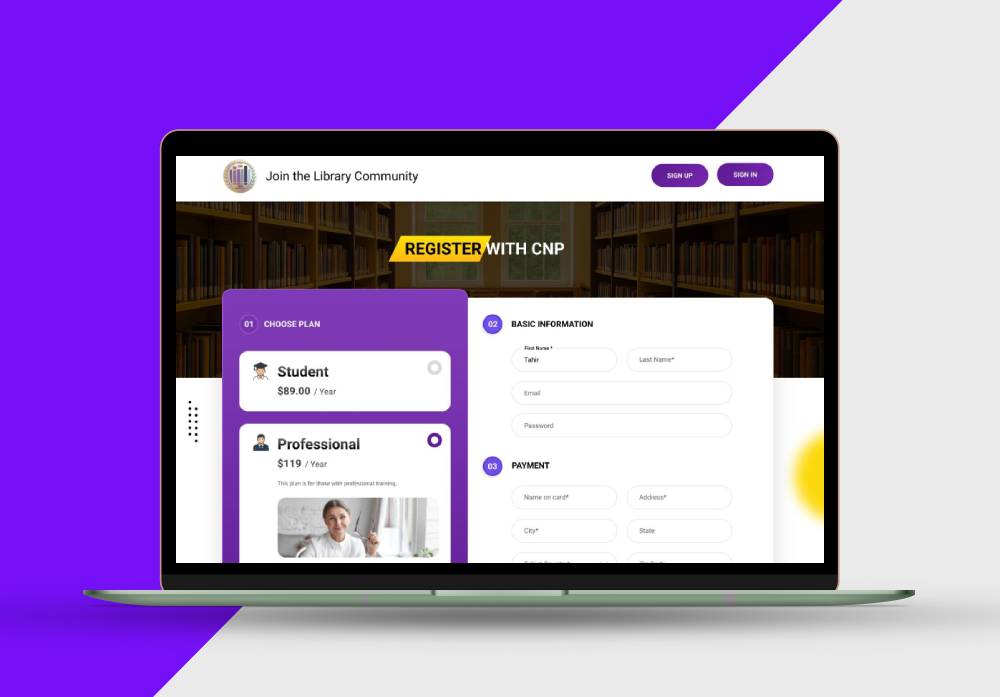 Join the Library Community
SIGN UP
SIGN IN
REGISTER WITH CNP
01 CHOOSE PLAN
Student
$89.00 / Year
Professional
$119 / Year
This plan is for those with professional training.
02 BASIC INFORMATION
First Name *
Tahir
Last Name*
Email
Password
03 PAYMENT
Name on card*
Address*
City*
State